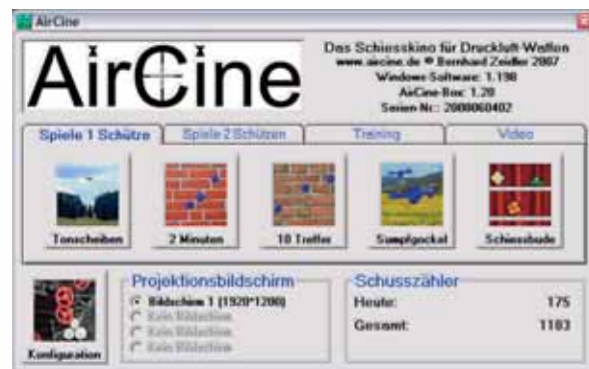 AirCine
AirCine
Das Schiesskino für Druckluft-Waffen
www.aircine.de © Bernhard Zeidler 2007
Windows-Software: 1.198
AirCine-Box: 1.20
Serien-Nr.: 2008060402
Spiele 1 Schütze
Spiele 2 Schützen
Training
Video
Tonscheiben
2 Minuten
10 Treffer
Sumpfgockel
Schiessbude
Konfiguration
Projektionsbildschirm
Bildschirm 1 (1920*1200)
Kein Bildschirm
Kein Bildschirm
Kein Bildschirm
Schusszähler
Heute: 175
Gesamt: 1183